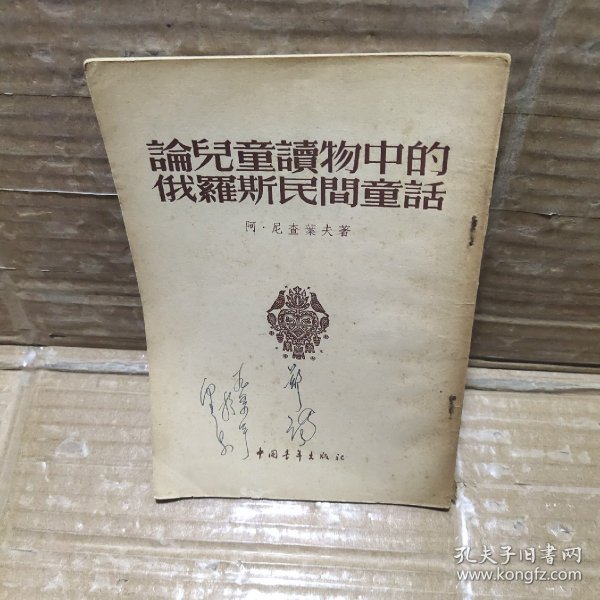 論兒童讀物中的
俄羅斯民間童話
阿·尼查葉夫著
中國青年出版社
孔夫子旧书网
www.kongfz.com